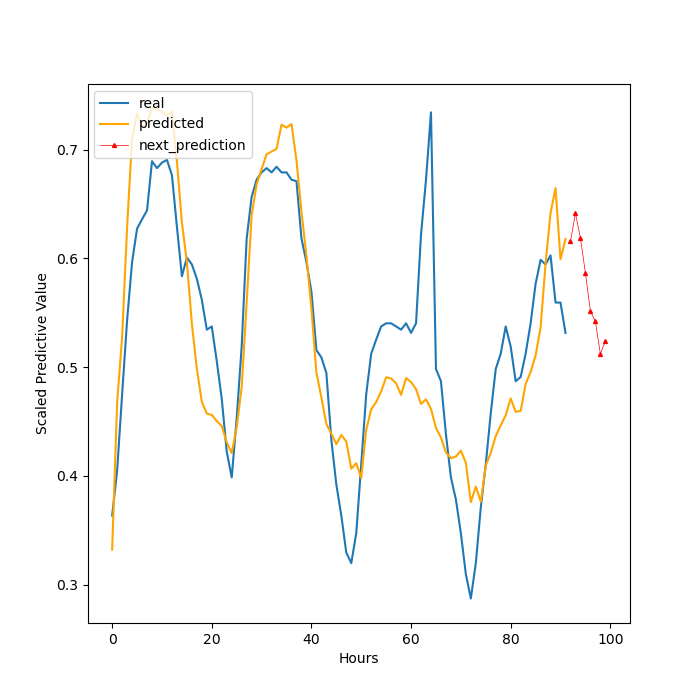 real
predicted
next_prediction
0.7
0.6
0.5
0.4
0.3
Scaled Predictive Value
0 20 40 60 80 100
Hours